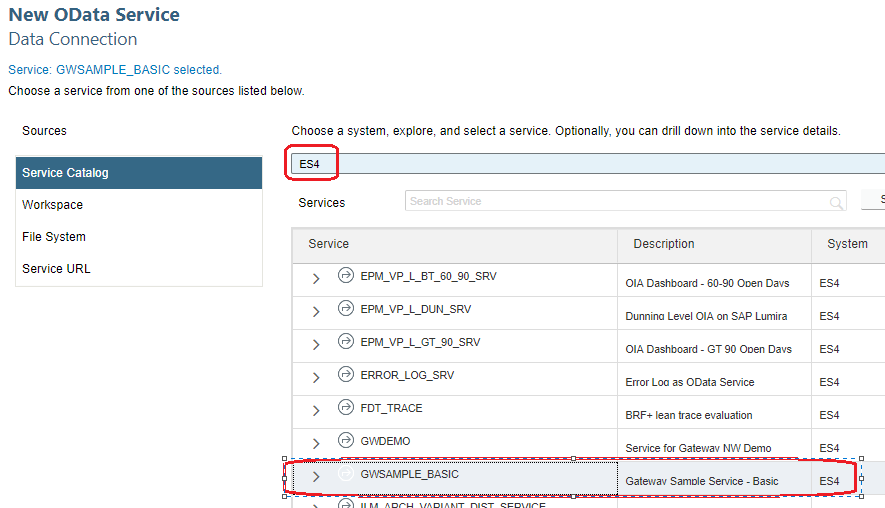 New OData Service
Data Connection
Service: GWSAMPLE_BASIC selected.
Choose a service from one of the sources listed below.
Sources
Choose a system, explore, and select a service. Optionally, you can drill down into the service details.
Service Catalog
ES4
Workspace
Services
Search Service
S
File System
Service URL
Service Description System
EPM_VP_L_BT_60_90_SRV OIA Dashboard - 60-90 Open Days ES4
EPM_VP_L_DUN_SRV Dunning Level OIA on SAP Lumira ES4
EPM_VP_L_GT_90_SRV OIA Dashboard - GT 90 Open Days ES4
ERROR_LOG_SRV Error Log as OData Service ES4
FDT_TRACE BRF+ lean trace evaluation ES4
GWDEMO Service for Gateway NW Demo ES4
GWSAMPLE_BASIC Gateway Sample Service - Basic ES4
ILM_ARCH_VARIANT_DIST_SERVICE